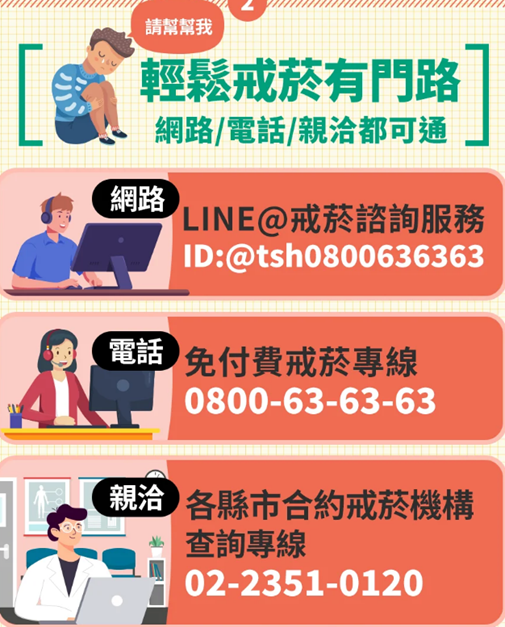 2
請幫幫我
輕鬆戒菸有門路
網路/電話/親洽都可通
網路
LINE@戒菸諮詢服務
ID:@tsh0800636363
電話
免付費戒菸專線
0800-63-63-63
親洽
各縣市合約戒菸機構
查詢專線
02-2351-0120